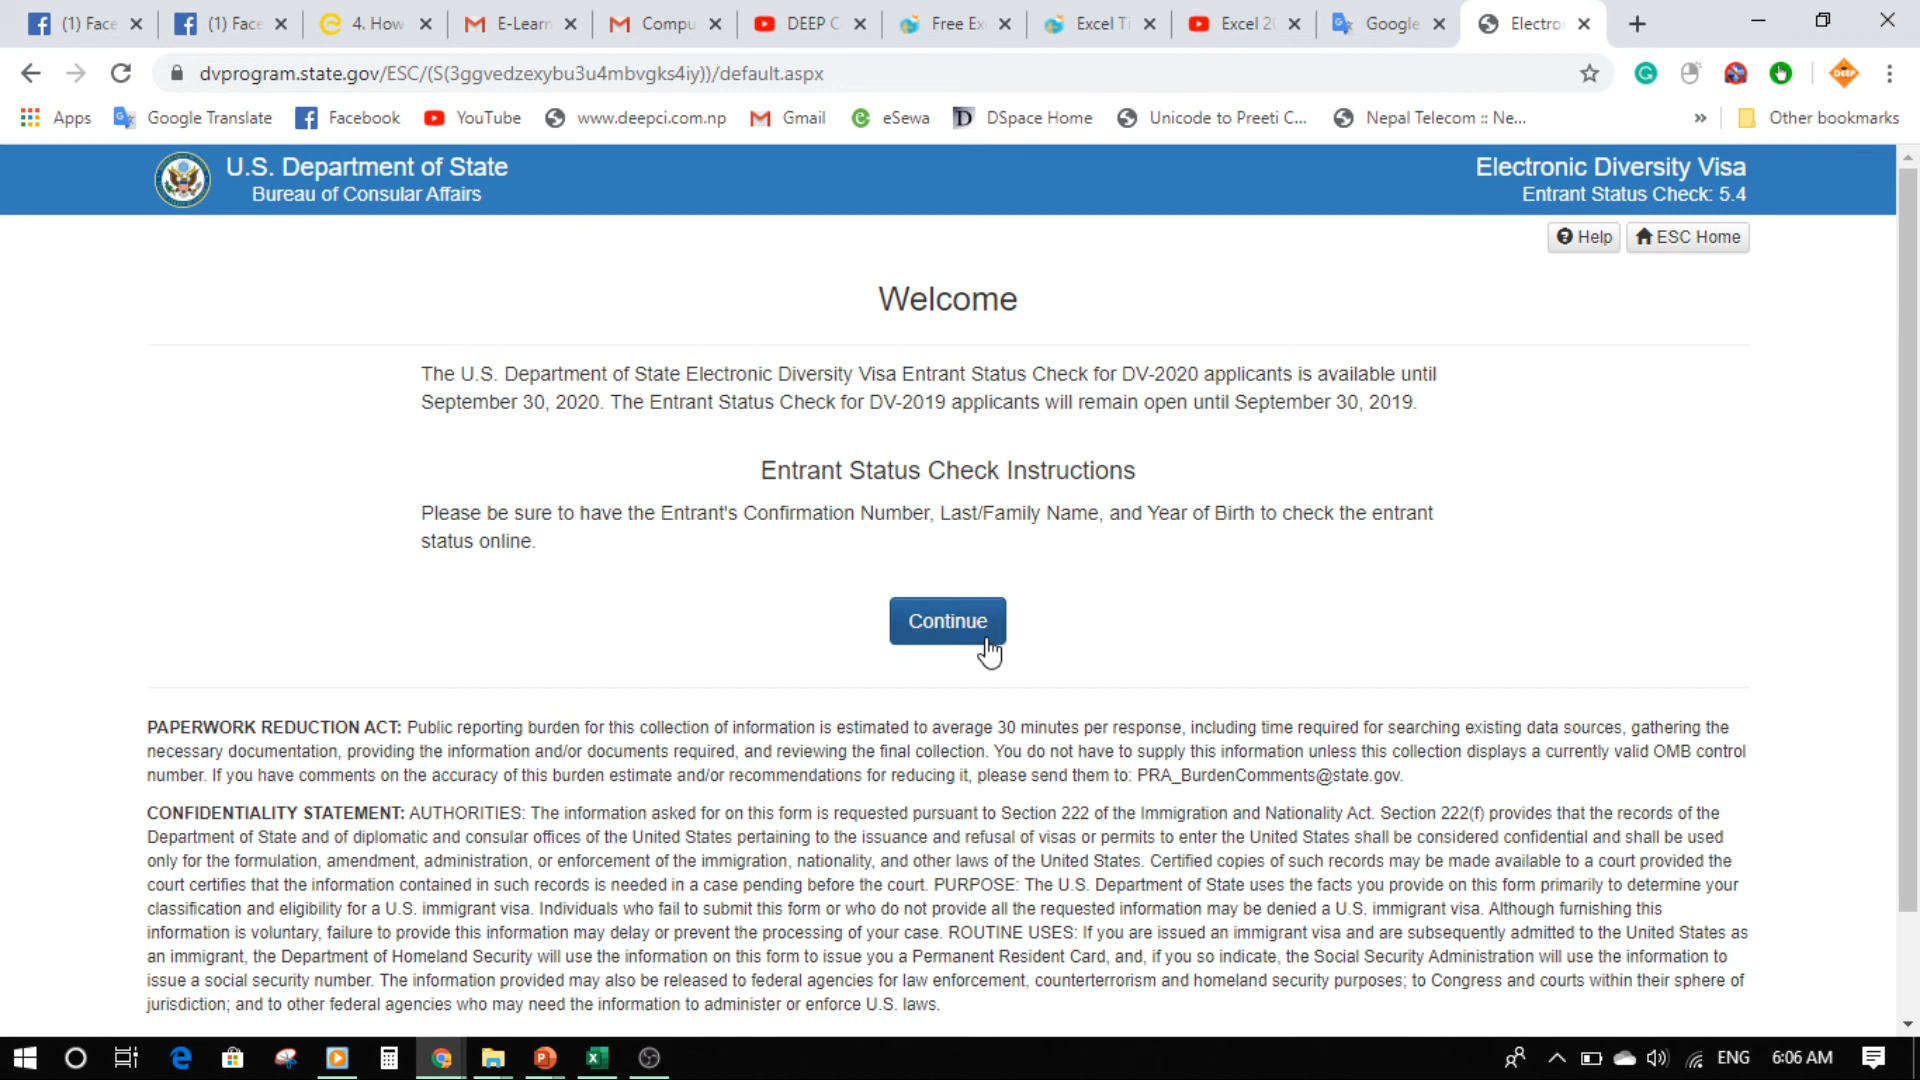 (1) Face
(1) Face
4. How
E-Learn
Compu
DEEP C
Free Ex
Excel Ti
Excel 20
Google
Electron
dvprogram.state.gov/ESC/(S(3ggvedzexybu3u4mbvgks4iy))/default.aspx
Apps
Google Translate
Facebook
YouTube
www.deepci.com.np
Gmail
eSewa
DSpace Home
Unicode to Preeti C...
Nepal Telecom :: Ne...
»
Other bookmarks
U.S. Department of State
Bureau of Consular Affairs
Electronic Diversity Visa
Entrant Status Check: 5.4
Help
ESC Home
Welcome
The U.S. Department of State Electronic Diversity Visa Entrant Status Check for DV-2020 applicants is available until
September 30, 2020. The Entrant Status Check for DV-2019 applicants will remain open until September 30, 2019.
Entrant Status Check Instructions
Please be sure to have the Entrant's Confirmation Number, Last/Family Name, and Year of Birth to check the entrant
status online.
Continue
PAPERWORK REDUCTION ACT: Public reporting burden for this collection of information is estimated to average 30 minutes per response, including time required for searching existing data sources, gathering the
necessary documentation, providing the information and/or documents required, and reviewing the final collection. You do not have to supply this information unless this collection displays a currently valid OMB control
number. If you have comments on the accuracy of this burden estimate and/or recommendations for reducing it, please send them to: PRA_BurdenComments@state.gov.
CONFIDENTIALITY STATEMENT: AUTHORITIES: The information asked for on this form is requested pursuant to Section 222 of the Immigration and Nationality Act. Section 222(f) provides that the records of the
Department of State and of diplomatic and consular offices of the United States pertaining to the issuance and refusal of visas or permits to enter the United States shall be considered confidential and shall be used
only for the formulation, amendment, administration, or enforcement of the immigration, nationality, and other laws of the United States. Certified copies of such records may be made available to a court provided the
court certifies that the information contained in such records is needed in a case pending before the court. PURPOSE: The U.S. Department of State uses the facts you provide on this form primarily to determine your
classification and eligibility for a U.S. immigrant visa. Individuals who fail to submit this form or who do not provide all the requested information may be denied a U.S. immigrant visa. Although furnishing this
information is voluntary, failure to provide this information may delay or prevent the processing of your case. ROUTINE USES: If you are issued an immigrant visa and are subsequently admitted to the United States as
an immigrant, the Department of Homeland Security will use the information on this form to issue you a Permanent Resident Card, and, if you so indicate, the Social Security Administration will use the information to
issue a social security number. The information provided may also be released to federal agencies for law enforcement, counterterrorism and homeland security purposes; to Congress and courts within their sphere of
jurisdiction; and to other federal agencies who may need the information to administer or enforce U.S. laws.
ENG
6:06 AM